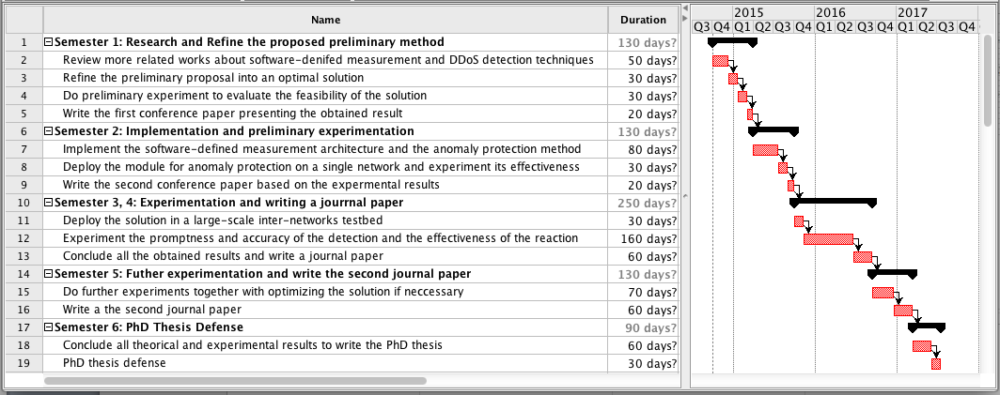 Name Duration
2015 2016 2017
Q3 Q4 Q1 Q2 Q3 Q4 Q1 Q2 Q3 Q4 Q1 Q2 Q3 Q4
1 Semester 1: Research and Refine the proposed preliminary method 130 days?
2 Review more related works about software-denifed measurement and DDoS detection techniques 50 days?
3 Refine the preliminary proposal into an optimal solution 30 days?
4 Do preliminary experiment to evaluate the feasibility of the solution 30 days?
5 Write the first conference paper presenting the obtained result 20 days?
6 Semester 2: Implementation and preliminary experimentation 130 days?
7 Implement the software-defined measurement architecture and the anomaly protection method 80 days?
8 Deploy the module for anomaly protection on a single network and experiment its effectiveness 30 days?
9 Write the second conference paper based on the expremental results 20 days?
10 Semester 3, 4: Experimentation and writing a jourrnal paper 250 days?
11 Deploy the solution in a large-scale inter-networks testbed 30 days?
12 Experiment the promptness and accuracy of the detection and the effectiveness of the reaction 160 days?
13 Conclude all the obtained results and write a journal paper 60 days?
14 Semester 5: Futher experimentation and write the second journal paper 130 days?
15 Do further experiments together with optimizing the solution if neccessary 70 days?
16 Write a the second journal paper 60 days?
17 Semester 6: PhD Thesis Defense 90 days?
18 Conclude all theorical and experimental results to write the PhD thesis 60 days?
19 PhD thesis defense 30 days?